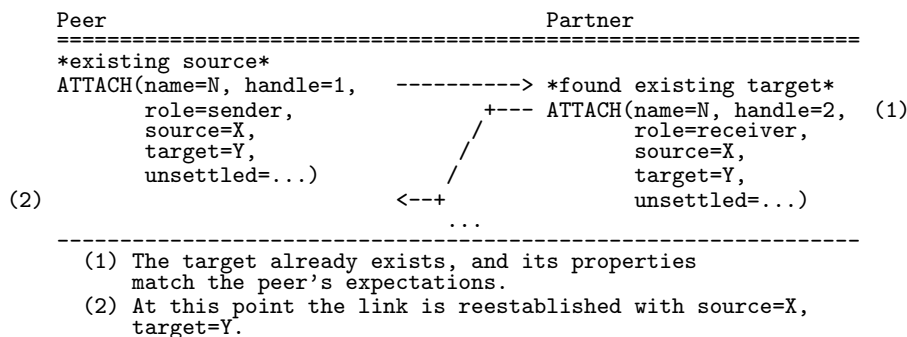 Peer                                   Partner
================================================================
*existing source*
ATTACH(name=N, handle=1,   ----------> *found existing target*
       role=sender,               +--- ATTACH(name=N, handle=2,  (1)
       source=X,                 /            role=receiver,
       target=Y,                /             source=X,
       unsettled=...)          /              target=Y,
(2)                        <--+               unsettled=...)
                               ...
----------------------------------------------------------------
(1) The target already exists, and its properties
    match the peer's expectations.
(2) At this point the link is reestablished with source=X,
    target=Y.